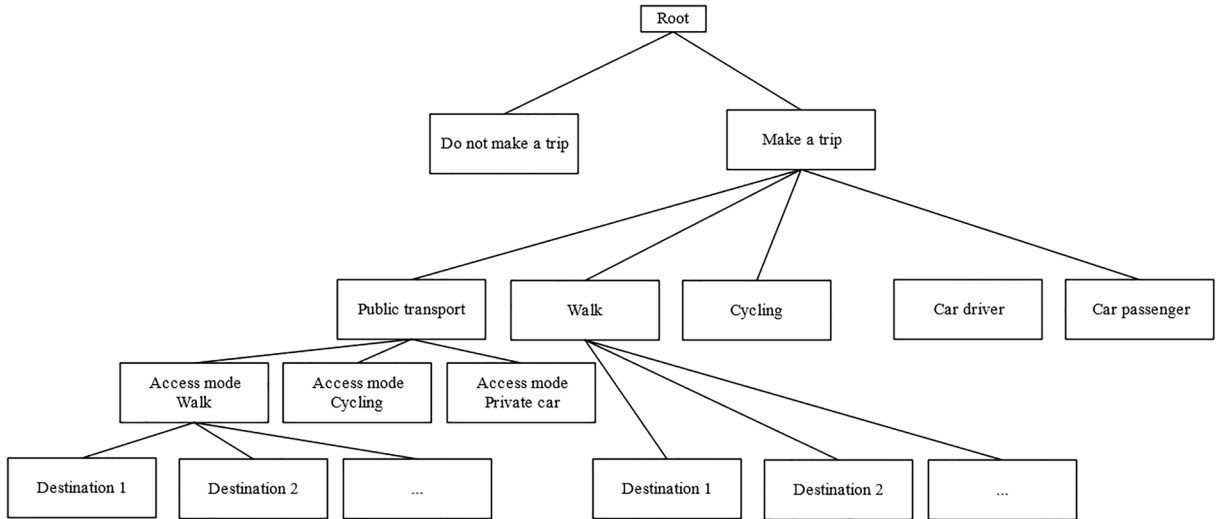 Root
Do not make a trip
Make a trip
Public transport
Walk
Cycling
Car driver
Car passenger
Access mode
Walk
Access mode
Cycling
Access mode
Private car
Destination 1
Destination 2
...
Destination 1
Destination 2
...